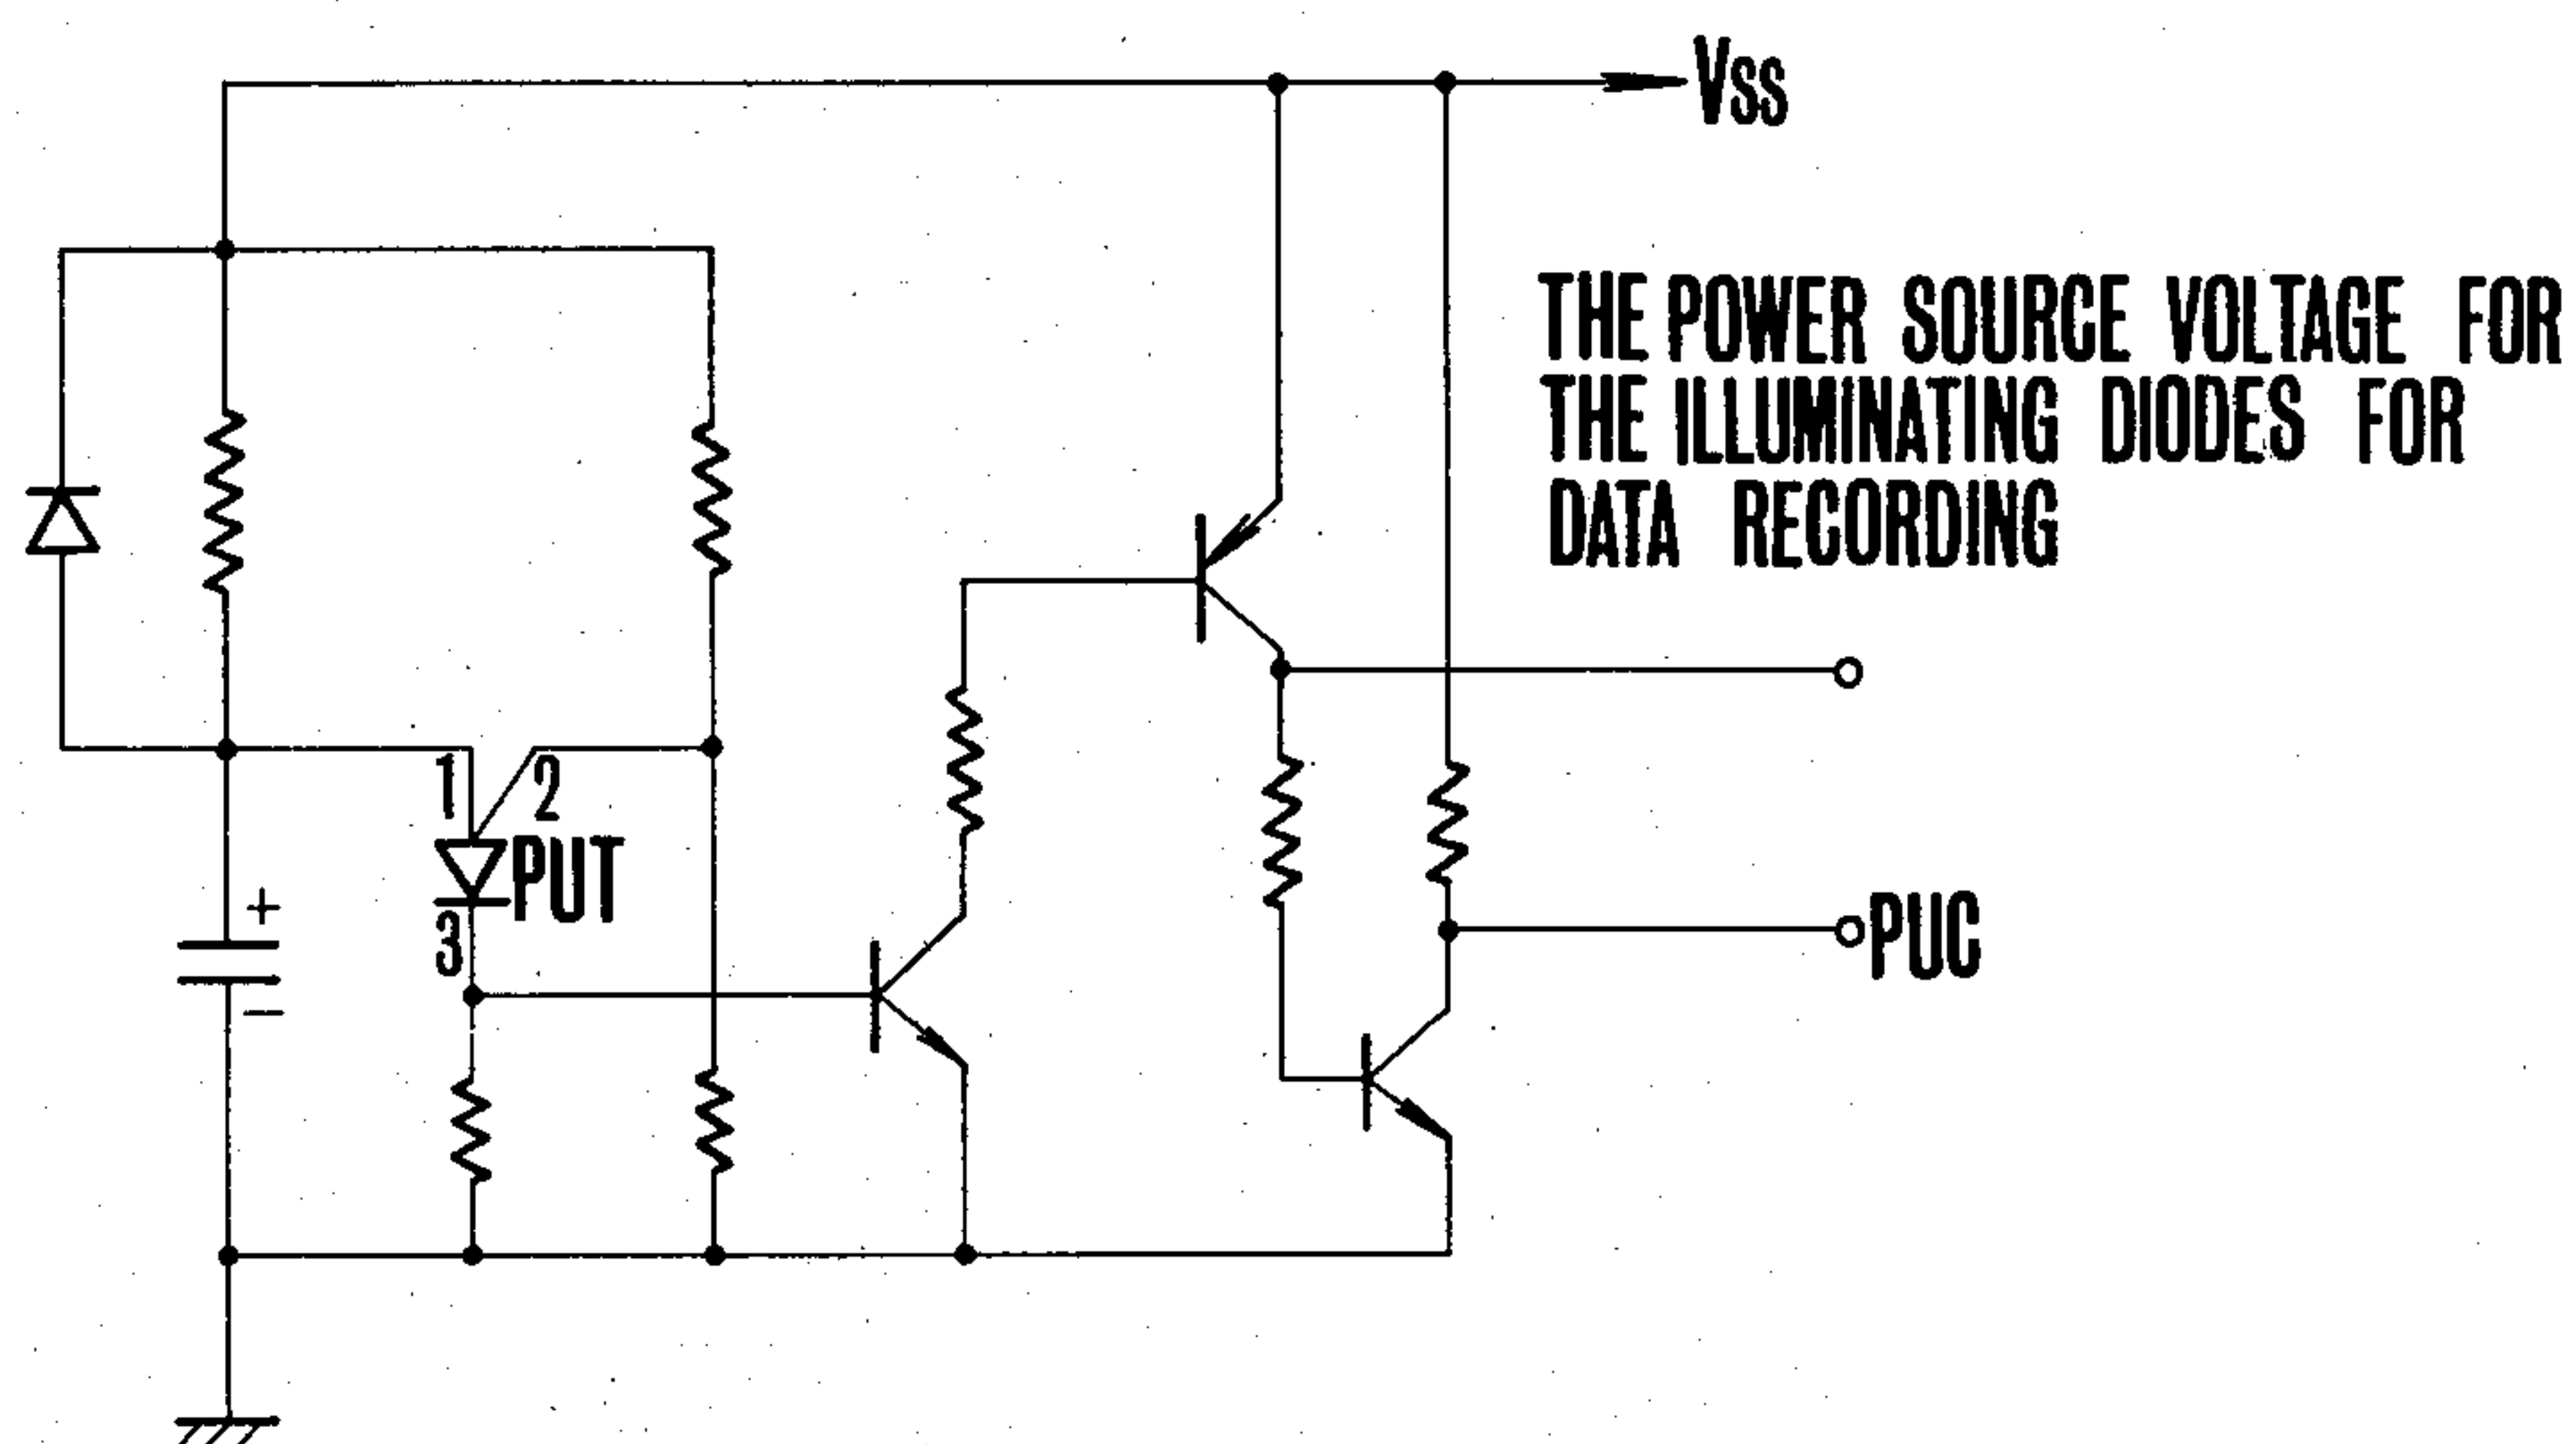 Vss
THE POWER SOURCE VOLTAGE FOR
THE ILLUMINATING DIODES FOR
DATA RECORDING
1
2
PUT
+
3
PUC
−